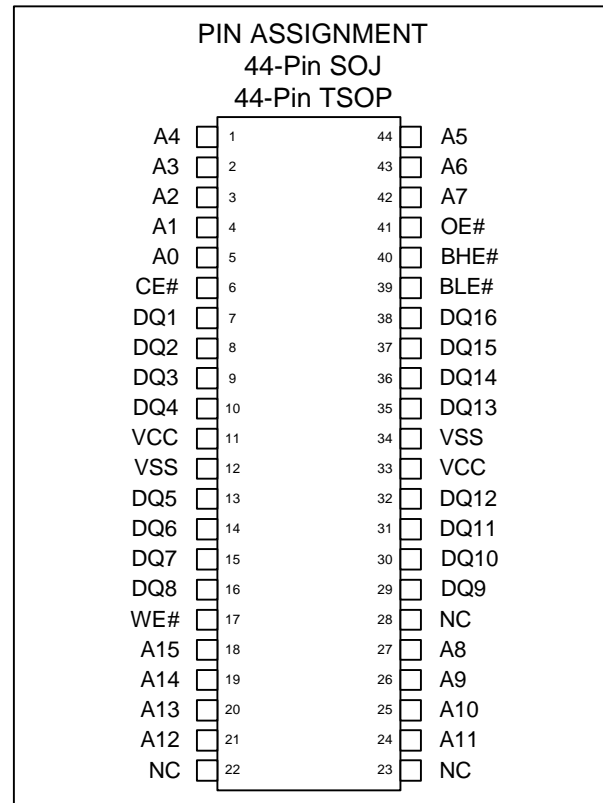 PIN ASSIGNMENT
44-Pin SOJ
44-Pin TSOP
A4 1 44 A5
A3 2 43 A6
A2 3 42 A7
A1 4 41 OE#
A0 5 40 BHE#
CE# 6 39 BLE#
DQ1 7 38 DQ16
DQ2 8 37 DQ15
DQ3 9 36 DQ14
DQ4 10 35 DQ13
VCC 11 34 VSS
VSS 12 33 VCC
DQ5 13 32 DQ12
DQ6 14 31 DQ11
DQ7 15 30 DQ10
DQ8 16 29 DQ9
WE# 17 28 NC
A15 18 27 A8
A14 19 26 A9
A13 20 25 A10
A12 21 24 A11
NC 22 23 NC